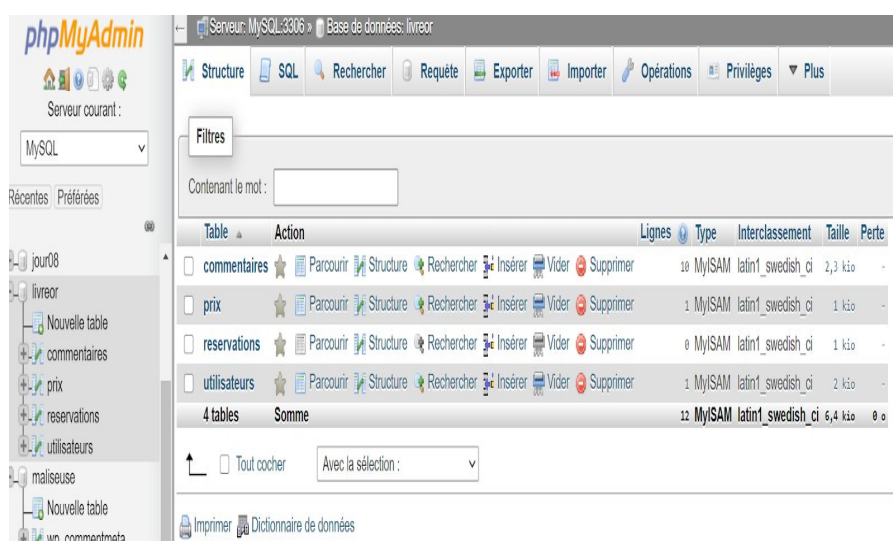 phpMyAdmin
Serveur courant :
MySQL
Récentes Préférées
jour08
livreor
Nouvelle table
commentaires
prix
reservations
utilisateurs
maliseuse
Nouvelle table
wp_commentmeta
Serveur: MySQL:3306 » Base de données: livreor
Structure SQL Rechercher Requête Exporter Importer Opérations Privilèges Plus
Filtres
Contenant le mot :
Table Action Lignes Type Interclassement Taille Perte
commentaires Parcourir Structure Rechercher Insérer Vider Supprimer 10 MyISAM latin1_swedish_ci 2,3 kio -
prix Parcourir Structure Rechercher Insérer Vider Supprimer 1 MyISAM latin1_swedish_ci 1 kio -
reservations Parcourir Structure Rechercher Insérer Vider Supprimer 0 MyISAM latin1_swedish_ci 1 kio -
utilisateurs Parcourir Structure Rechercher Insérer Vider Supprimer 1 MyISAM latin1_swedish_ci 2 kio -
4 tables Somme 12 MyISAM latin1_swedish_ci 6,4 kio 0 o
Tout cocher Avec la sélection :
Imprimer Dictionnaire de données